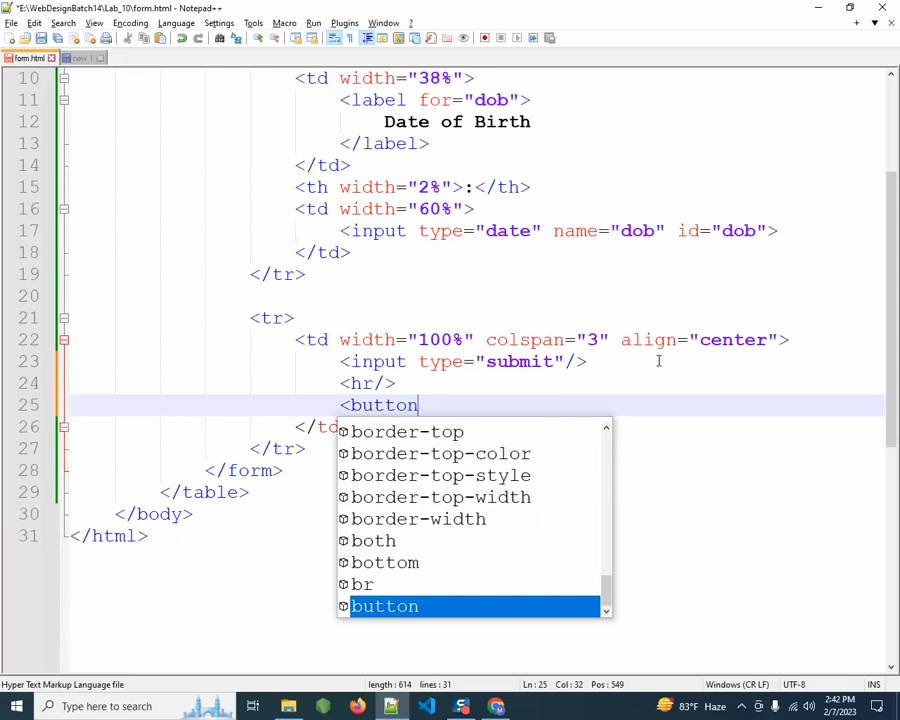 *E:\WebDesignBatch14\Lab_10\form.html - Notepad++
File Edit Search View Encoding Language Settings Tools Macro Run Plugins Window ?
form.html new 1
10 <td width="38%">
11 <label for="dob">
12 Date of Birth
13 </label>
14 </td>
15 <th width="2%">:</th>
16 <td width="60%">
17 <input type="date" name="dob" id="dob">
18 </td>
19 </tr>
20
21 <tr>
22 <td width="100%" colspan="3" align="center">
23 <input type="submit"/>
24 <hr/>
25 <button
26 </td
27 </tr>
28 </form>
29 </table>
30 </body>
31 </html>
border-top
border-top-color
border-top-style
border-top-width
border-width
both
bottom
br
button
Hyper Text Markup Language file length : 614 lines : 31 Ln : 25 Col : 32 Pos : 549 Windows (CR LF) UTF-8 INS
Type here to search 83°F Haze 2:42 PM
2/7/2023